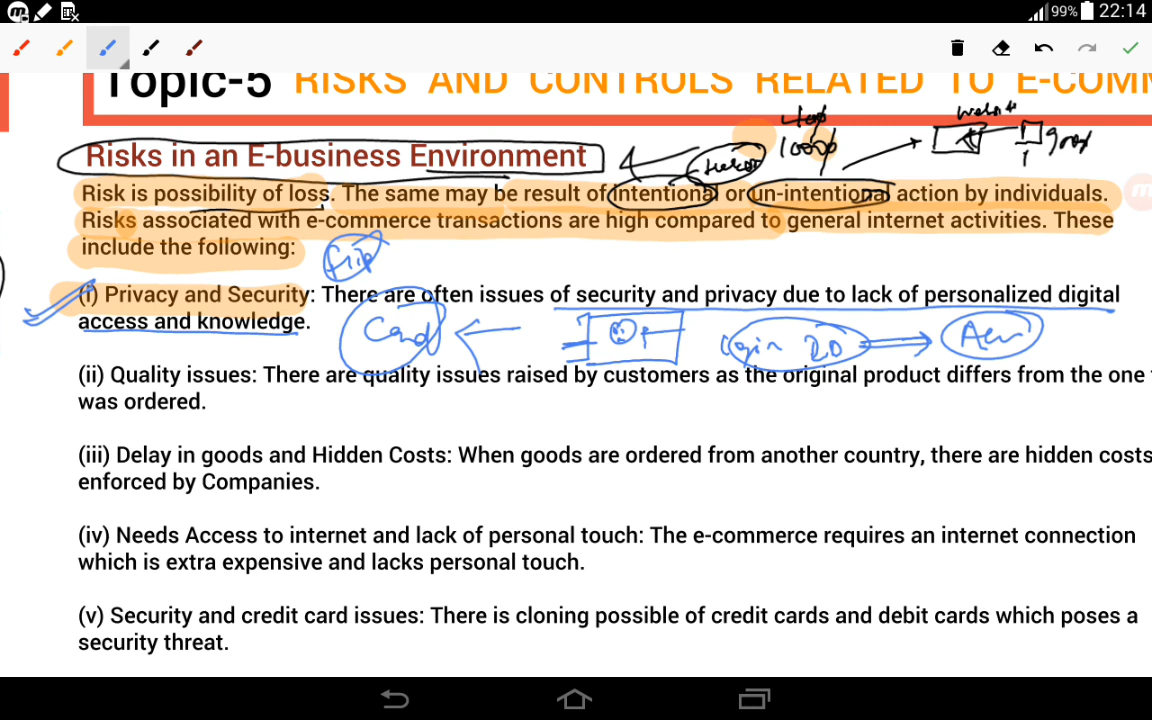 99% 22:14
Topic-5 RISKS AND CONTROLS RELATED TO E-COMM
Risks in an E-business Environment
Risk is possibility of loss. The same may be result of intentional or un-intentional action by individuals.
Risks associated with e-commerce transactions are high compared to general internet activities. These
include the following:
(i) Privacy and Security: There are often issues of security and privacy due to lack of personalized digital
access and knowledge.
Card
Login ID
(ii) Quality issues: There are quality issues raised by customers as the original product differs from the one
was ordered.
(iii) Delay in goods and Hidden Costs: When goods are ordered from another country, there are hidden costs
enforced by Companies.
(iv) Needs Access to internet and lack of personal touch: The e-commerce requires an internet connection
which is extra expensive and lacks personal touch.
(v) Security and credit card issues: There is cloning possible of credit cards and debit cards which poses a
security threat.